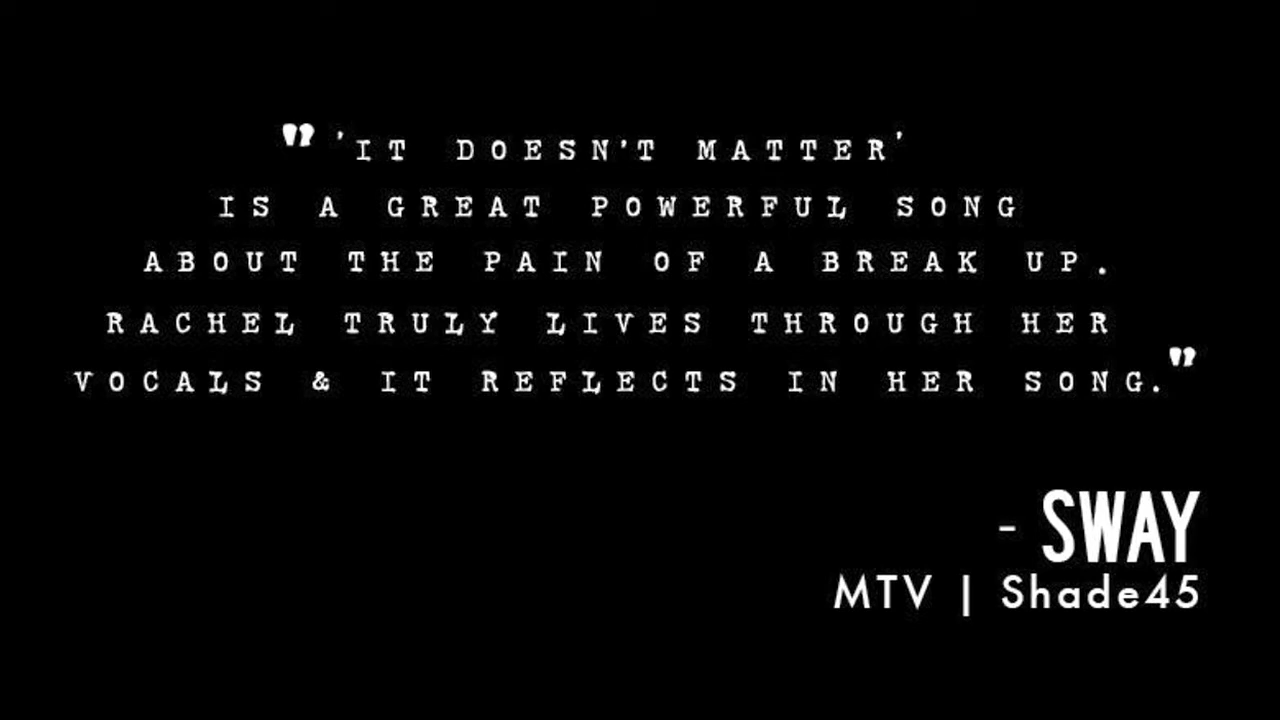 "'IT DOESN'T MATTER'
IS A GREAT POWERFUL SONG
ABOUT THE PAIN OF A BREAK UP.
RACHEL TRULY LIVES THROUGH HER
VOCALS & IT REFLECTS IN HER SONG."
- SWAY
MTV | Shade45